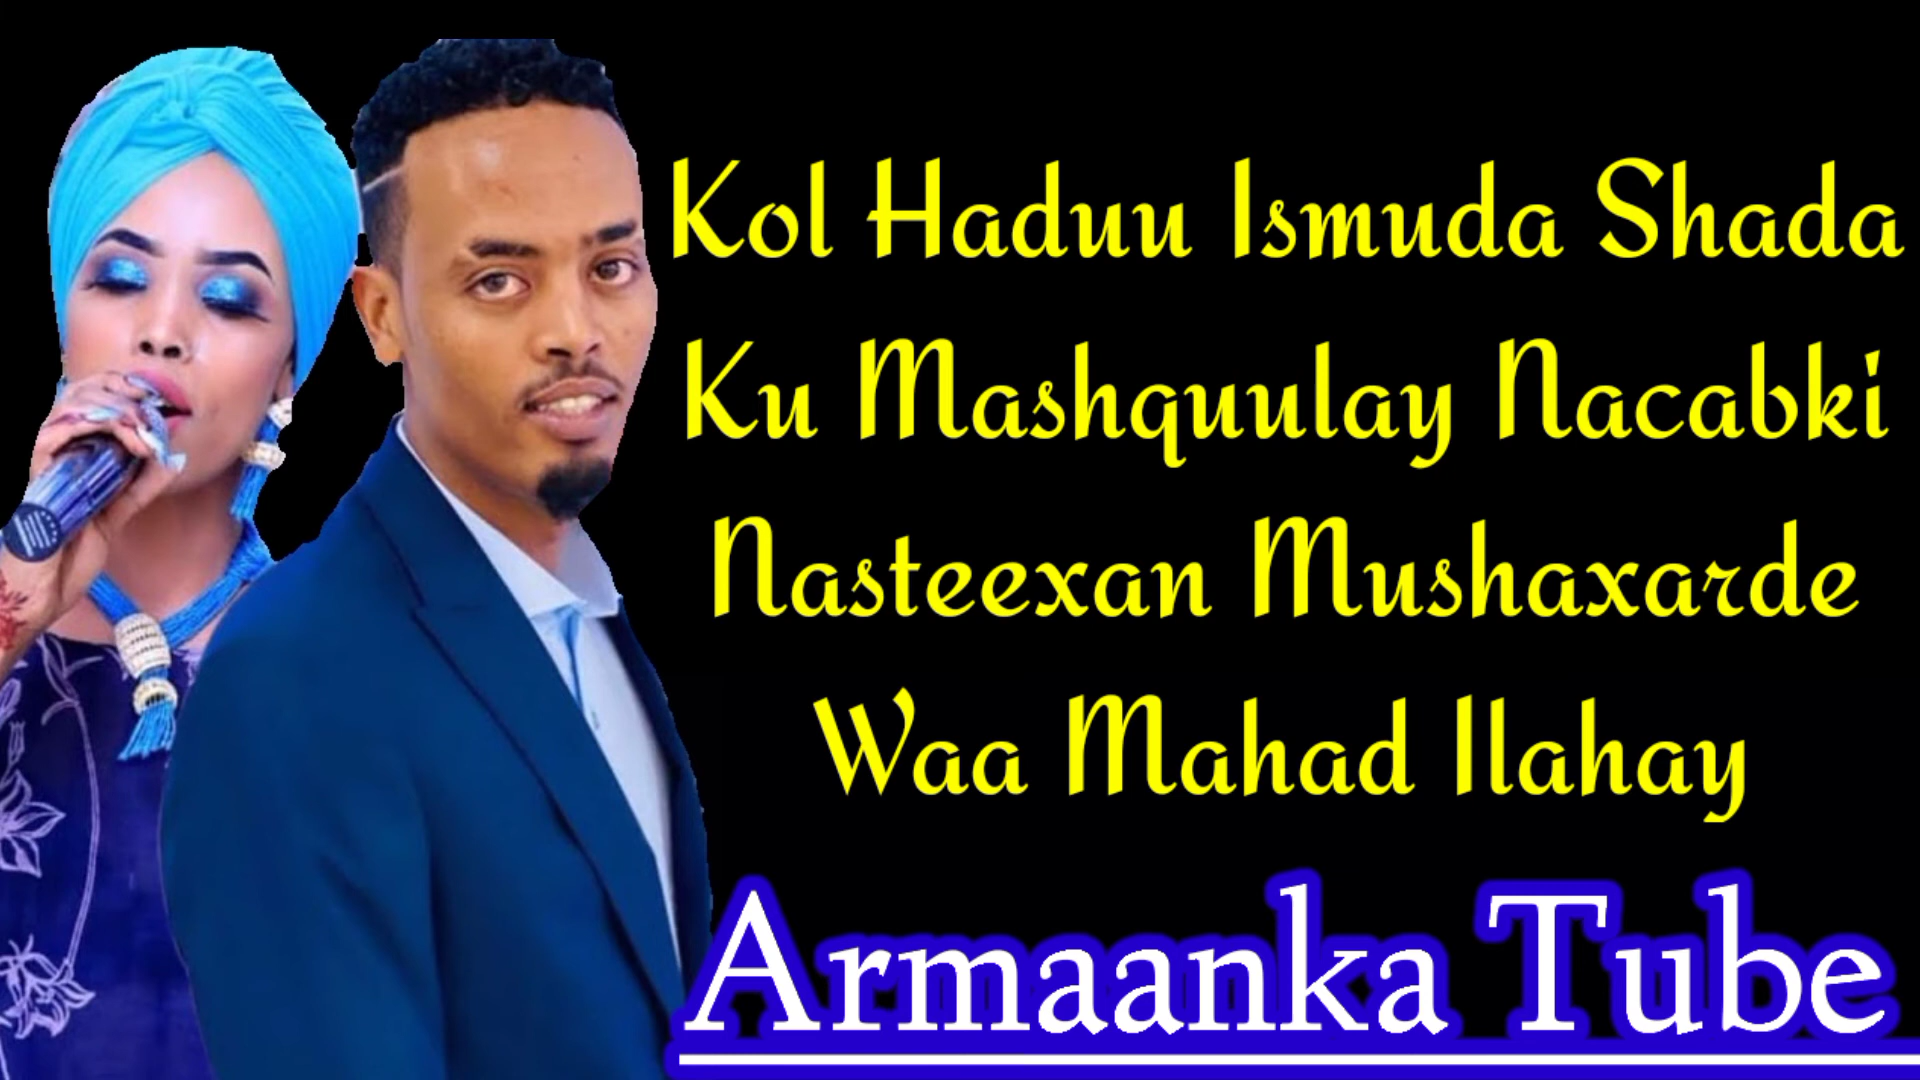 Kol Haduu Ismuda Shada
Ku Mashquulay Nacabki
Nasteexan Mushaxarde
Waa Mahad Ilahay
Armaanka Tube